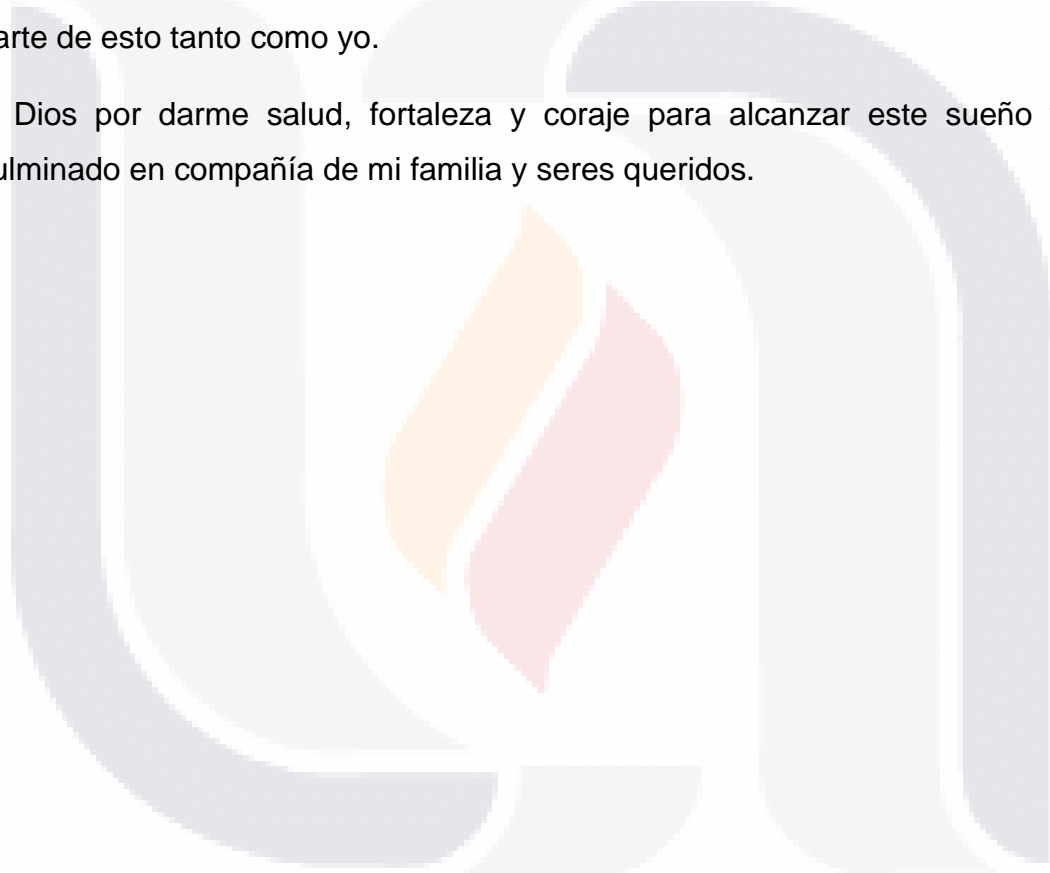 arte de esto tanto como yo.
Dios por darme salud, fortaleza y coraje para alcanzar este sueño
ulminado en compañía de mi familia y seres queridos.